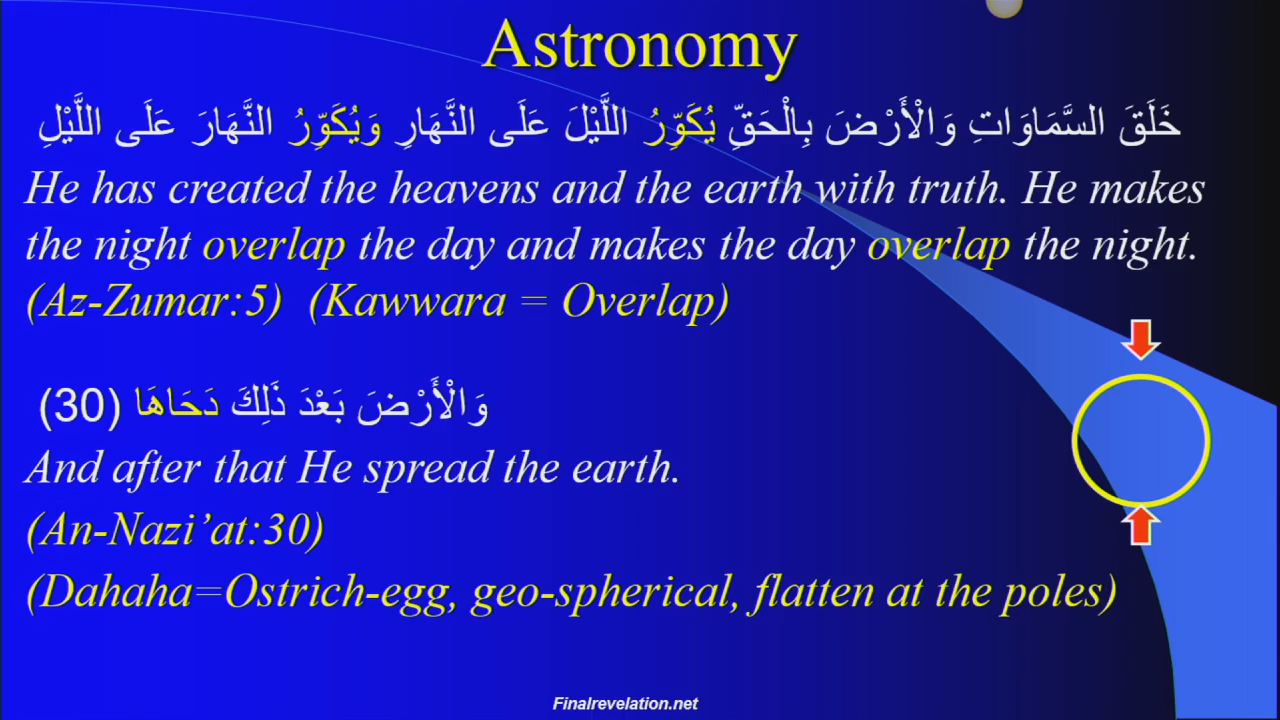 Astronomy
خَلَقَ السَّمَاوَاتِ وَالْأَرْضَ بِالْحَقِّ يُكَوِّرُ اللَّيْلَ عَلَى النَّهَارِ وَيُكَوِّرُ النَّهَارَ عَلَى اللَّيْلِ
He has created the heavens and the earth with truth. He makes
the night overlap the day and makes the day overlap the night.
(Az-Zumar:5) (Kawwara = Overlap)
وَالْأَرْضَ بَعْدَ ذَلِكَ دَحَاهَا (30)
And after that He spread the earth.
(An-Nazi’at:30)
(Dahaha=Ostrich-egg, geo-spherical, flatten at the poles)
Finalrevelation.net